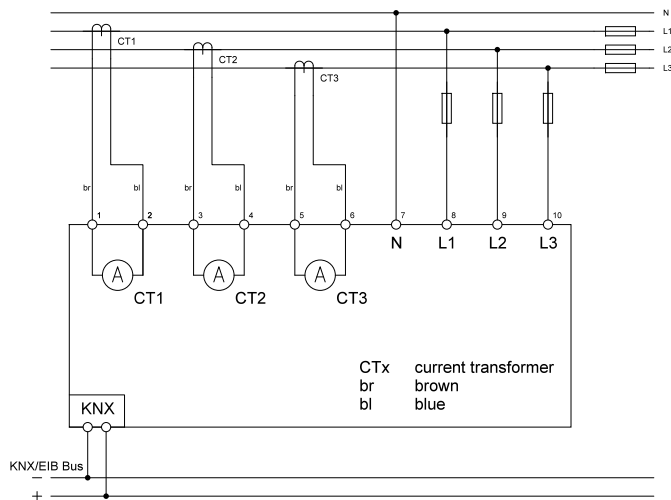 N
L1
L2
L3
CT1
CT2
CT3
br
bl
br
bl
br
bl
1
2
3
4
5
6
7
8
9
10
N
L1
L2
L3
A
A
A
CT1
CT2
CT3
CTx current transformer
br brown
bl blue
KNX
KNX/EIB Bus
−
+